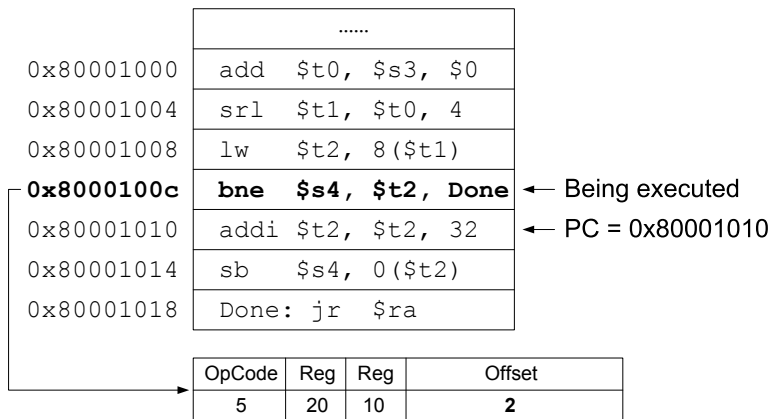 ......
0x80001000 add $t0, $s3, $0
0x80001004 srl $t1, $t0, 4
0x80001008 lw $t2, 8($t1)
0x8000100c bne $s4, $t2, Done Being executed
0x80001010 addi $t2, $t2, 32 PC = 0x80001010
0x80001014 sb $s4, 0($t2)
0x80001018 Done: jr $ra
OpCode Reg Reg Offset
5 20 10 2